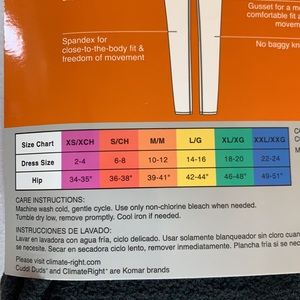 Gusset for a mo
comfortable fit a
movement
Spandex for
close-to-the-body fit &
freedom of movement
No baggy kn
Size Chart XS/XCH S/CH M/M L/G XL/XG XXL/XXG
Dress Size 2-4 6-8 10-12 14-16 18-20 22-24
Hip 34-35" 36-38" 39-41" 42-44" 46-48" 49-51"
CARE INSTRUCTIONS:
Machine wash cold, gentle cycle. Use only non-chlorine bleach when needed.
Tumble dry low, remove promptly. Cool iron if needed.
INSTRUCCIONES DE LAVADO:
Lavar en lavadora con agua fría, ciclo delicado. Usar solamente blanqueador sin cloro cuan
necesario. Secar en secadora ciclo lento, remover inmediatamente. Plancha fría si se nece
Please visit climate-right.com
Cuddl Duds and ClimateRight are Komar brands